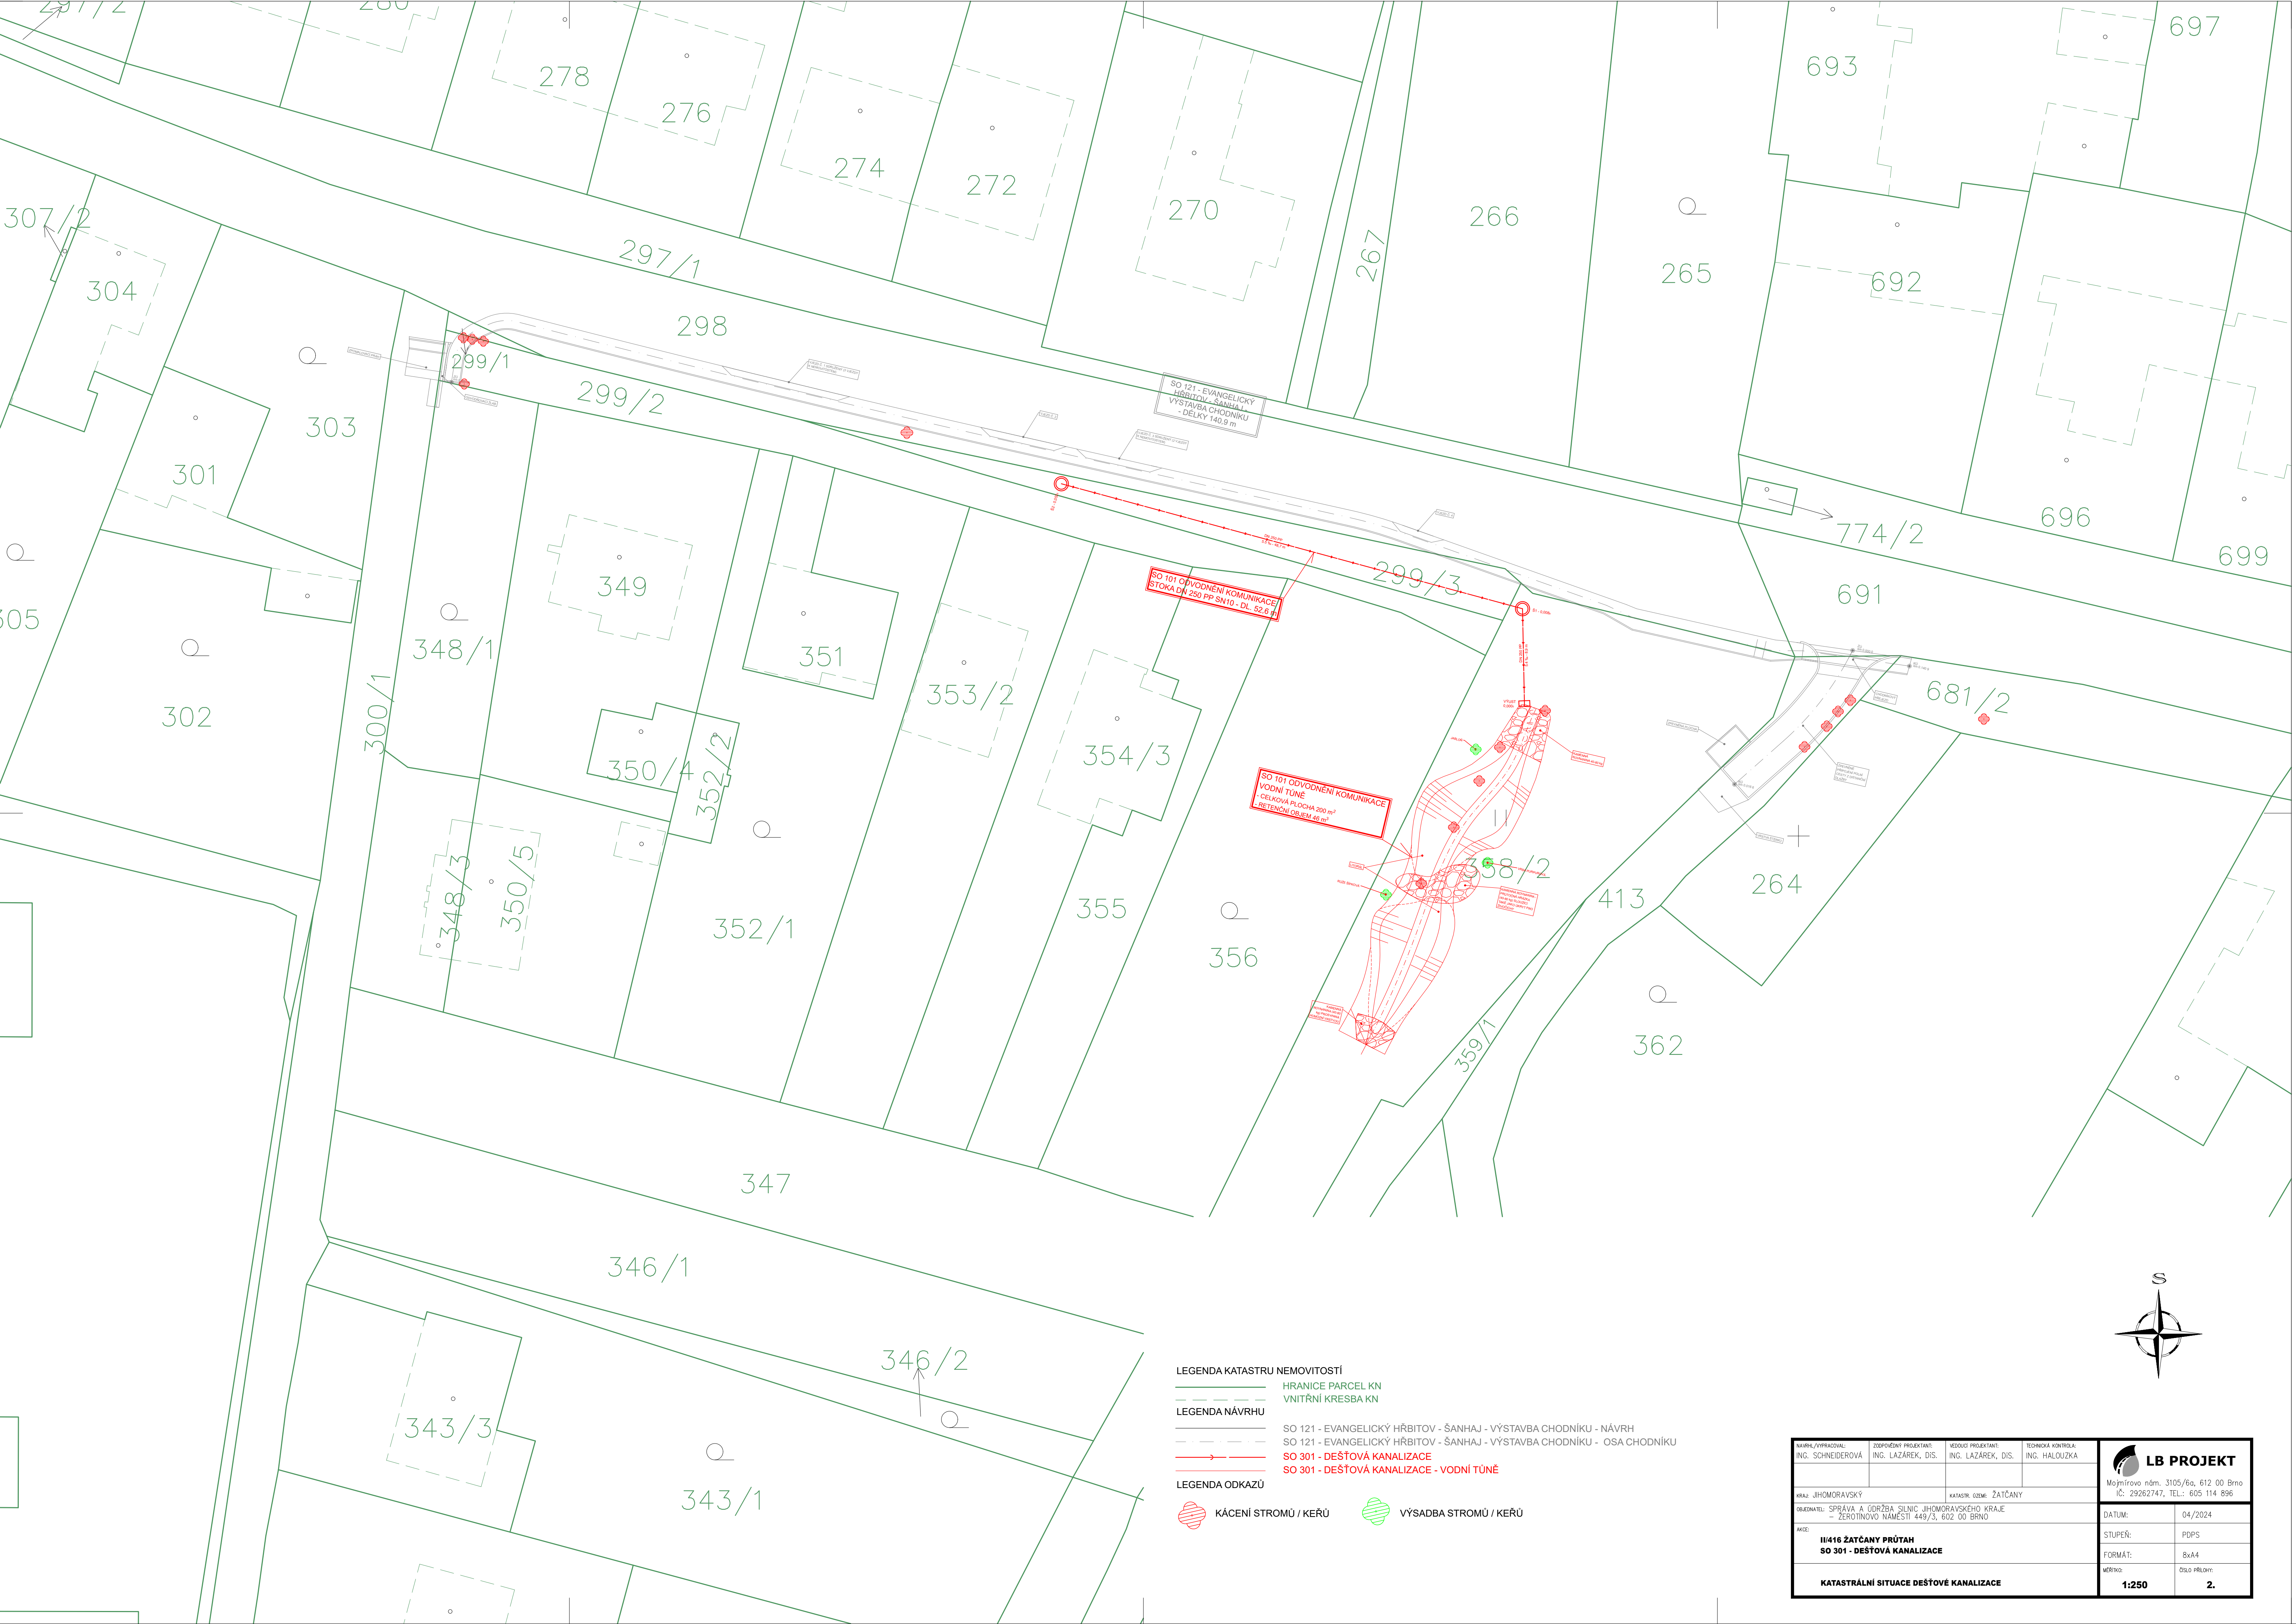 297/2
280
278
276
274
272
270
267
266
265
693
697
692
307/2
304
297/1
298
299/1
299/2
303
301
SO 121 - EVANGELICKÝ
HŘBITOV - ŠANHAJ -
VÝSTAVBA CHODNÍKU
- DÉLKY 140,9 m
696
699
774/2
691
305
349
348/1
351
299/3
SO 101 ODVODNĚNÍ KOMUNIKACE
STOKA DN 250 PP SN10 - DL. 52,6 m
302
300/1
353/2
354/3
350/4
352/2
681/2
SO 101 ODVODNĚNÍ KOMUNIKACE
VODNÍ TŮNĚ
- CELKOVÁ PLOCHA 200 m²
- RETENČNÍ OBJEM 46 m³
358/2
348/3
350/5
352/1
355
356
413
264
362
359/1
347
346/1
346/2
343/3
343/1
S
LEGENDA KATASTRU NEMOVITOSTÍ
HRANICE PARCEL KN
VNITŘNÍ KRESBA KN
LEGENDA NÁVRHU
SO 121 - EVANGELICKÝ HŘBITOV - ŠANHAJ - VÝSTAVBA CHODNÍKU - NÁVRH
SO 121 - EVANGELICKÝ HŘBITOV - ŠANHAJ - VÝSTAVBA CHODNÍKU - OSA CHODNÍKU
SO 301 - DEŠŤOVÁ KANALIZACE
SO 301 - DEŠŤOVÁ KANALIZACE - VODNÍ TŮNĚ
LEGENDA ODKAZŮ
KÁCENÍ STROMŮ / KEŘŮ
VÝSADBA STROMŮ / KEŘŮ
NAVRHL/VYPRACOVAL: ZODPOVĚDNÝ PROJEKTANT: VEDOUCÍ PROJEKTANT: TECHNICKÁ KONTROLA:
ING. SCHNEIDEROVÁ ING. LAZÁREK, DiS. ING. LAZÁREK, DiS. ING. HALOUZKA
LB PROJEKT
Mojmírovo nám. 3105/6a, 612 00 Brno
IČ: 29262747, TEL.: 605 114 896
KRAJ: JIHOMORAVSKÝ KATASTR. ÚZEMÍ: ŽATČANY
OBJEDNATEL: SPRÁVA A ÚDRŽBA SILNIC JIHOMORAVSKÉHO KRAJE
– ŽEROTÍNOVO NÁMĚSTÍ 449/3, 602 00 BRNO
AKCE:
II/416 ŽATČANY PRŮTAH
SO 301 - DEŠŤOVÁ KANALIZACE
KATASTRÁLNÍ SITUACE DEŠŤOVÉ KANALIZACE
DATUM: 04/2024
STUPEŇ: PDPS
FORMÁT: 8xA4
MĚŘÍTKO: ČÍSLO PŘÍLOHY:
1:250 2.